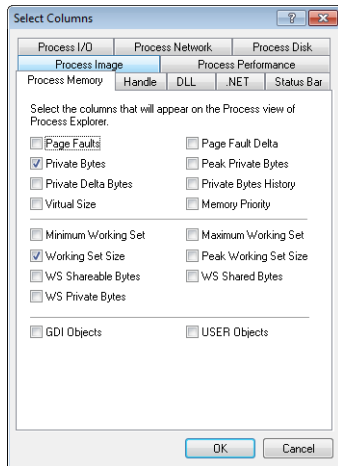 Select Columns
Process I/O Process Network Process Disk
Process Image Process Performance
Process Memory Handle DLL .NET Status Bar
Select the columns that will appear on the Process view of
Process Explorer.
Page Faults Page Fault Delta
Private Bytes Peak Private Bytes
Private Delta Bytes Private Bytes History
Virtual Size Memory Priority
Minimum Working Set Maximum Working Set
Working Set Size Peak Working Set Size
WS Shareable Bytes WS Shared Bytes
WS Private Bytes
GDI Objects USER Objects
OK Cancel